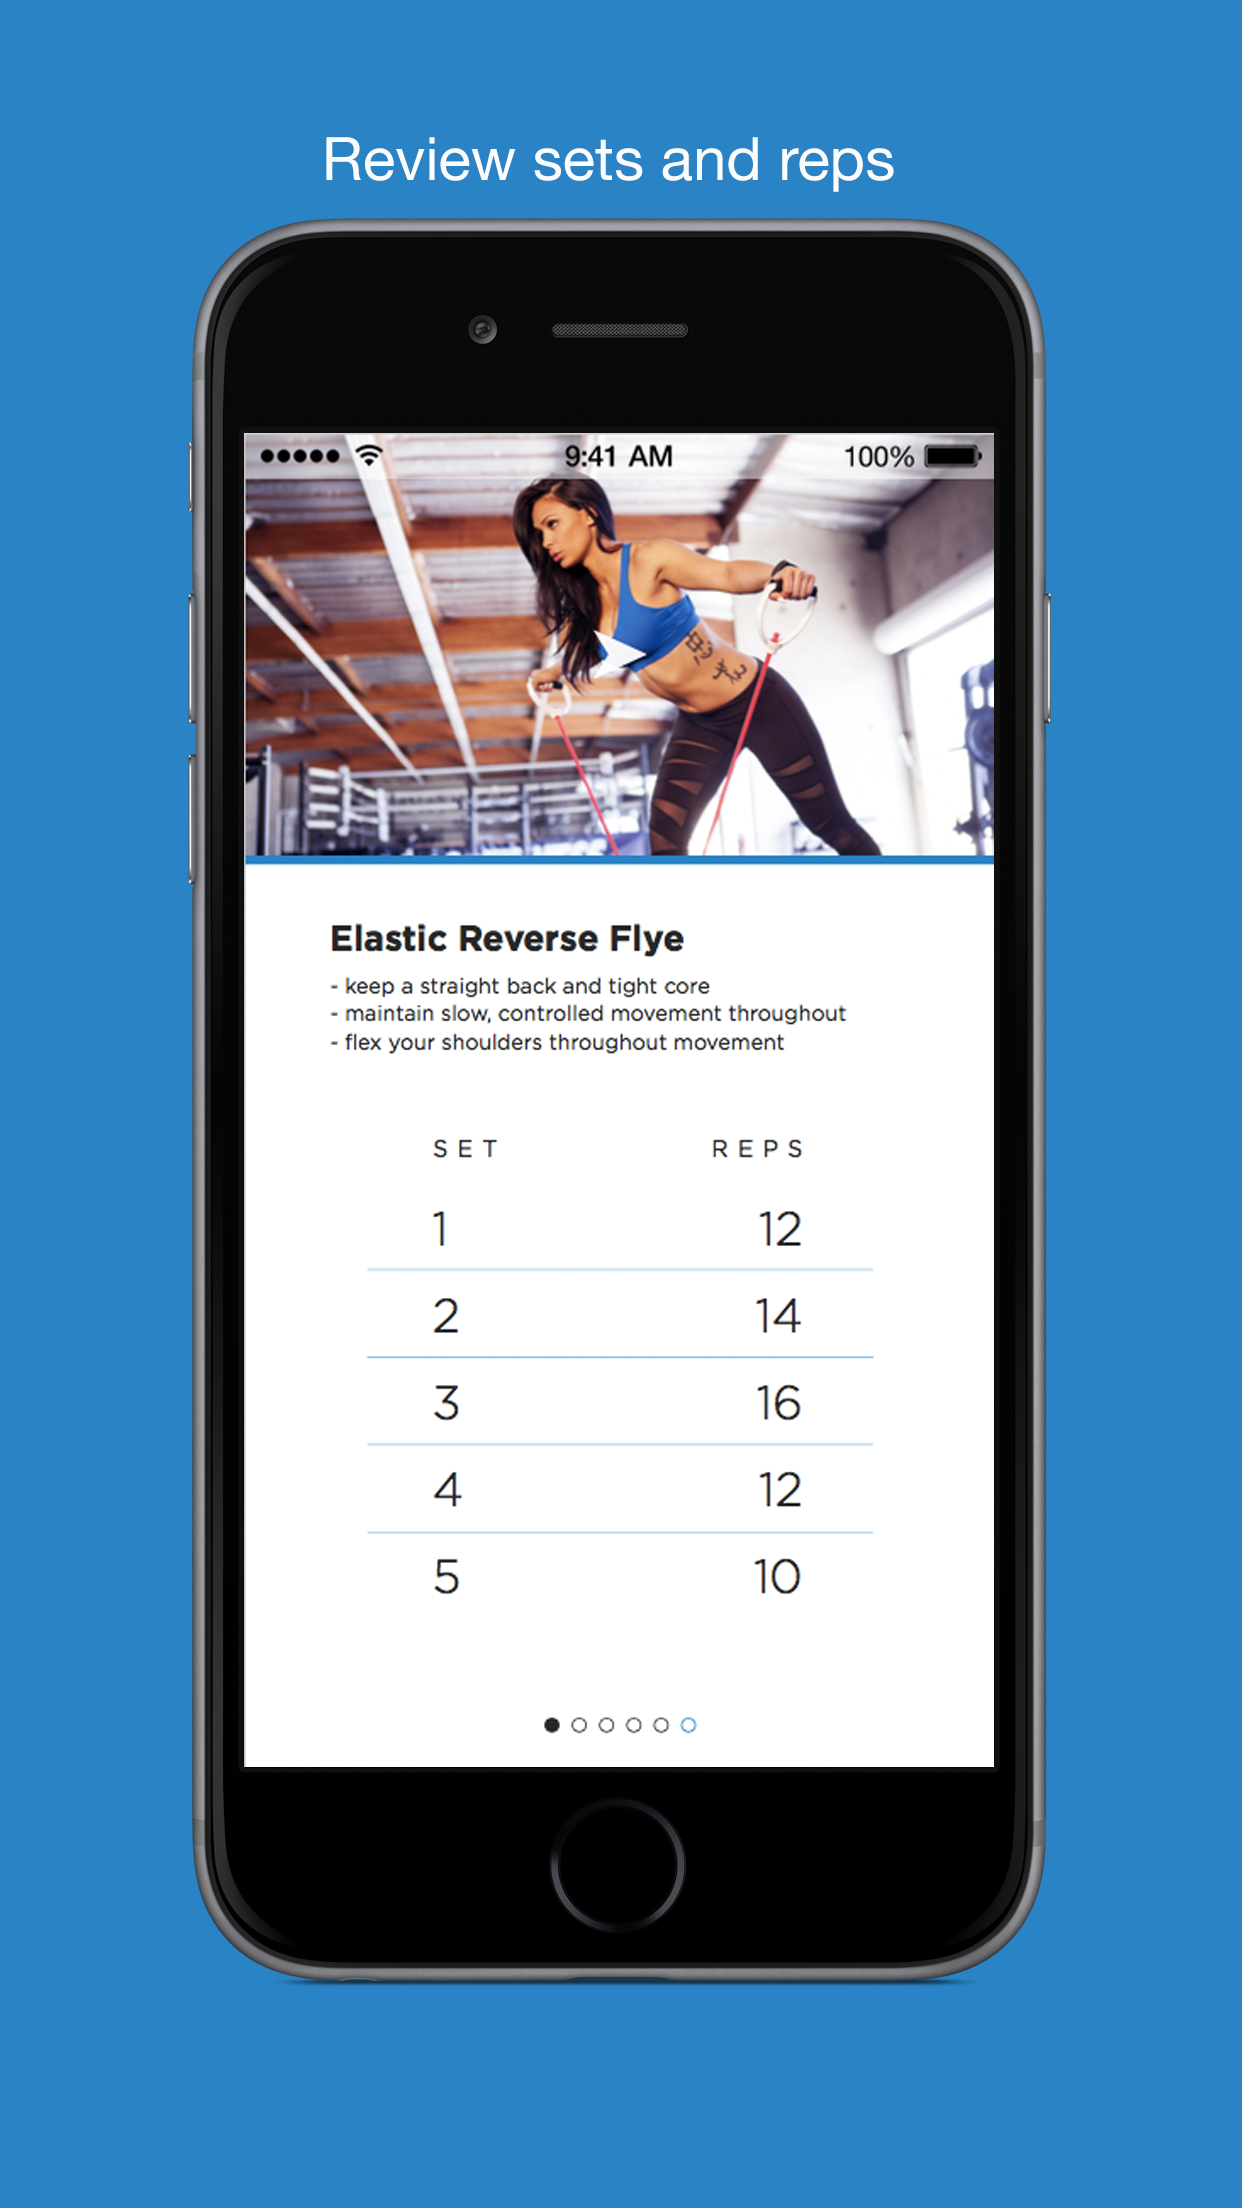 Review sets and reps
9:41 AM
100%
Elastic Reverse Flye
- keep a straight back and tight core
- maintain slow, controlled movement throughout
- flex your shoulders throughout movement
SET REPS
1 12
2 14
3 16
4 12
5 10